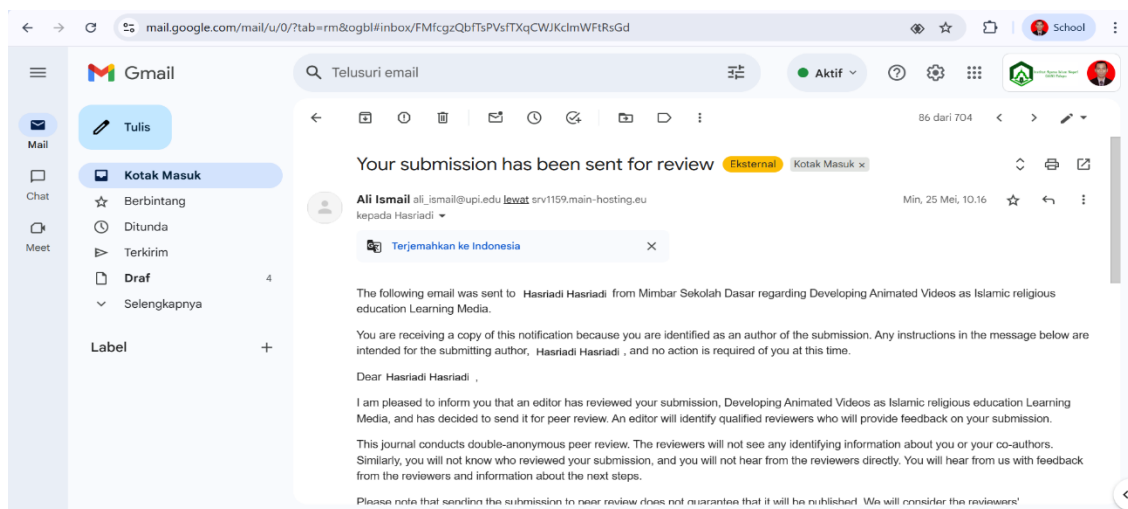 mail.google.com/mail/u/0/?tab=rm&ogbl#inbox/FMfcgzQbfTsPVsfTXqCWJKclmWFtRsGd
School
Gmail
Telusuri email
Aktif
Mail
Chat
Meet
Tulis
Kotak Masuk
Berbintang
Ditunda
Terkirim
Draf 4
Selengkapnya
Label
86 dari 704
Your submission has been sent for review Eksternal Kotak Masuk x
Ali Ismail ali_ismail@upi.edu lewat srv1159.main-hosting.eu
Min, 25 Mei, 10.16
kepada Hasriadi
Terjemahkan ke Indonesia
The following email was sent to Hasriadi Hasriadi from Mimbar Sekolah Dasar regarding Developing Animated Videos as Islamic religious
education Learning Media.
You are receiving a copy of this notification because you are identified as an author of the submission. Any instructions in the message below are
intended for the submitting author, Hasriadi Hasriadi , and no action is required of you at this time.
Dear Hasriadi Hasriadi ,
I am pleased to inform you that an editor has reviewed your submission, Developing Animated Videos as Islamic religious education Learning
Media, and has decided to send it for peer review. An editor will identify qualified reviewers who will provide feedback on your submission.
This journal conducts double-anonymous peer review. The reviewers will not see any identifying information about you or your co-authors.
Similarly, you will not know who reviewed your submission, and you will not hear from the reviewers directly. You will hear from us with feedback
from the reviewers and information about the next steps.
Please note that sending the submission to peer review does not guarantee that it will be published. We will consider the reviewers'